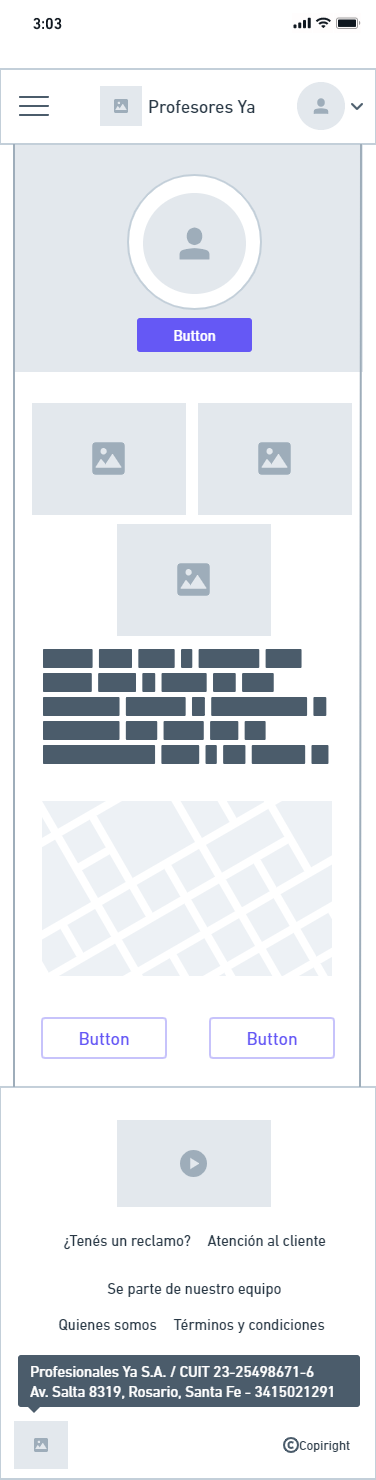 3:03
Profesores Ya
Button
Button Button
¿Tenés un reclamo? Atención al cliente
Se parte de nuestro equipo
Quienes somos Términos y condiciones
Profesionales Ya S.A. / CUIT 23-25498671-6
Av. Salta 8319, Rosario, Santa Fe - 3415021291
©Copiright